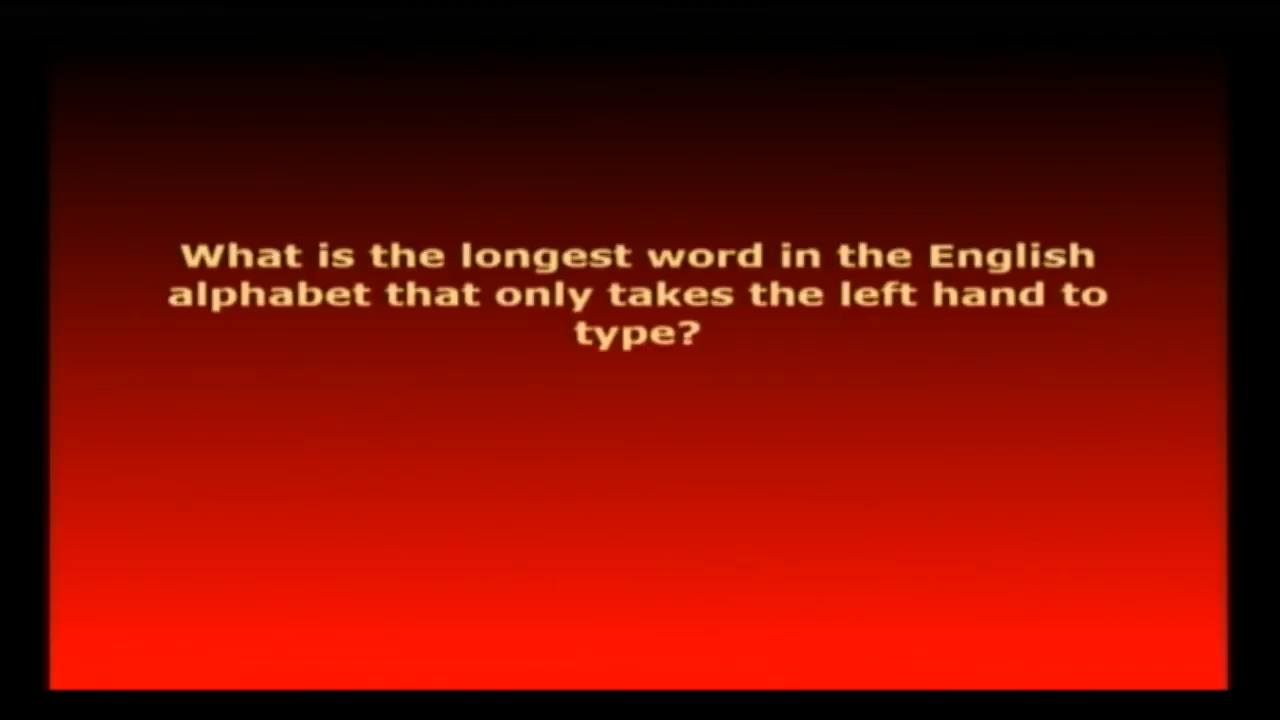 What is the longest word in the English
alphabet that only takes the left hand to
type?